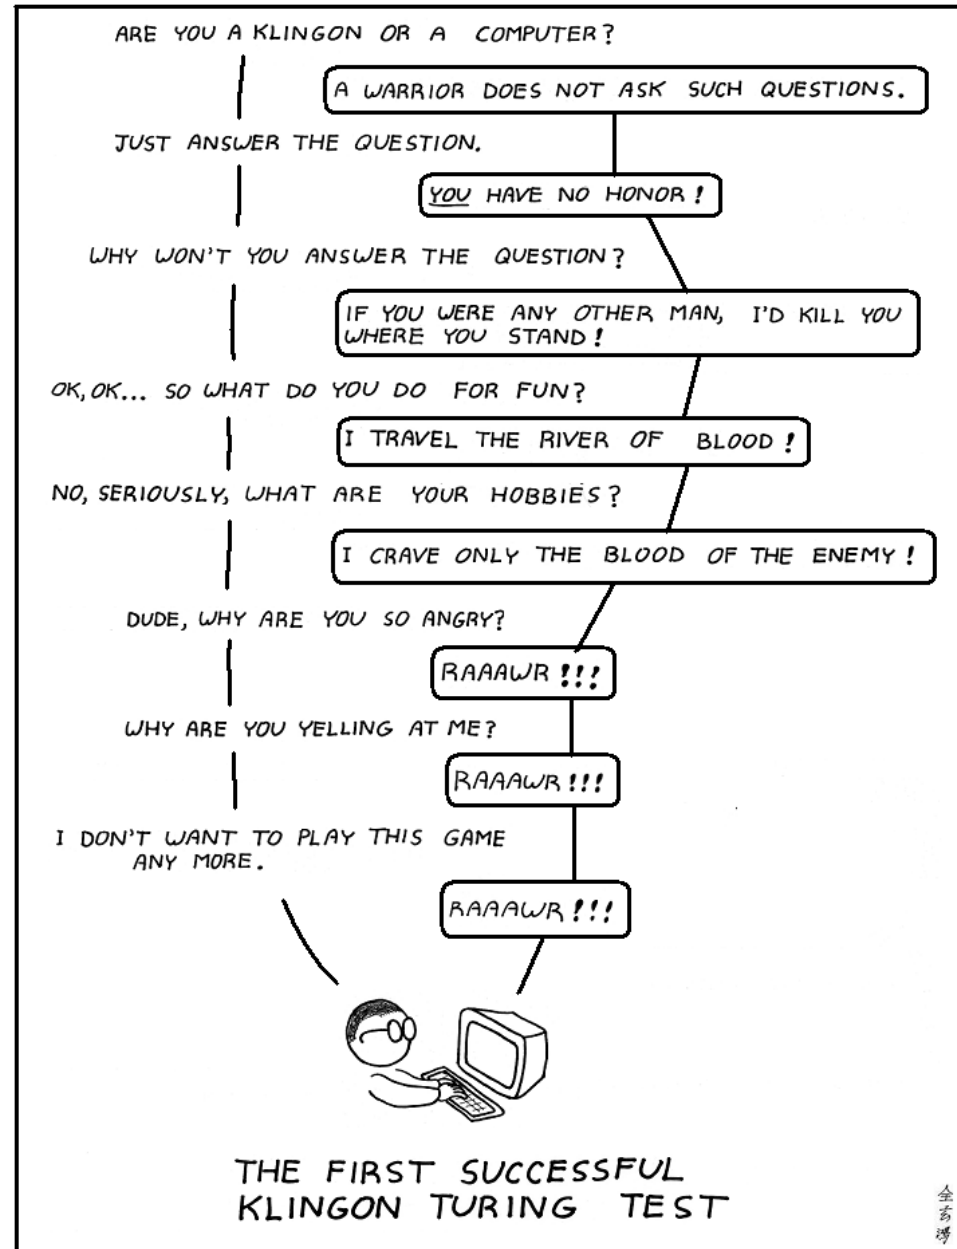 ARE YOU A KLINGON OR A COMPUTER?
A WARRIOR DOES NOT ASK SUCH QUESTIONS.
JUST ANSWER THE QUESTION.
YOU HAVE NO HONOR!
WHY WON'T YOU ANSWER THE QUESTION?
IF YOU WERE ANY OTHER MAN, I'D KILL YOU
WHERE YOU STAND!
OK, OK... SO WHAT DO YOU DO FOR FUN?
I TRAVEL THE RIVER OF BLOOD!
NO, SERIOUSLY, WHAT ARE YOUR HOBBIES?
I CRAVE ONLY THE BLOOD OF THE ENEMY!
DUDE, WHY ARE YOU SO ANGRY?
RAAAWR!!!
WHY ARE YOU YELLING AT ME?
RAAAWR!!!
I DON'T WANT TO PLAY THIS GAME
ANY MORE.
RAAAWR!!!
THE FIRST SUCCESSFUL
KLINGON TURING TEST